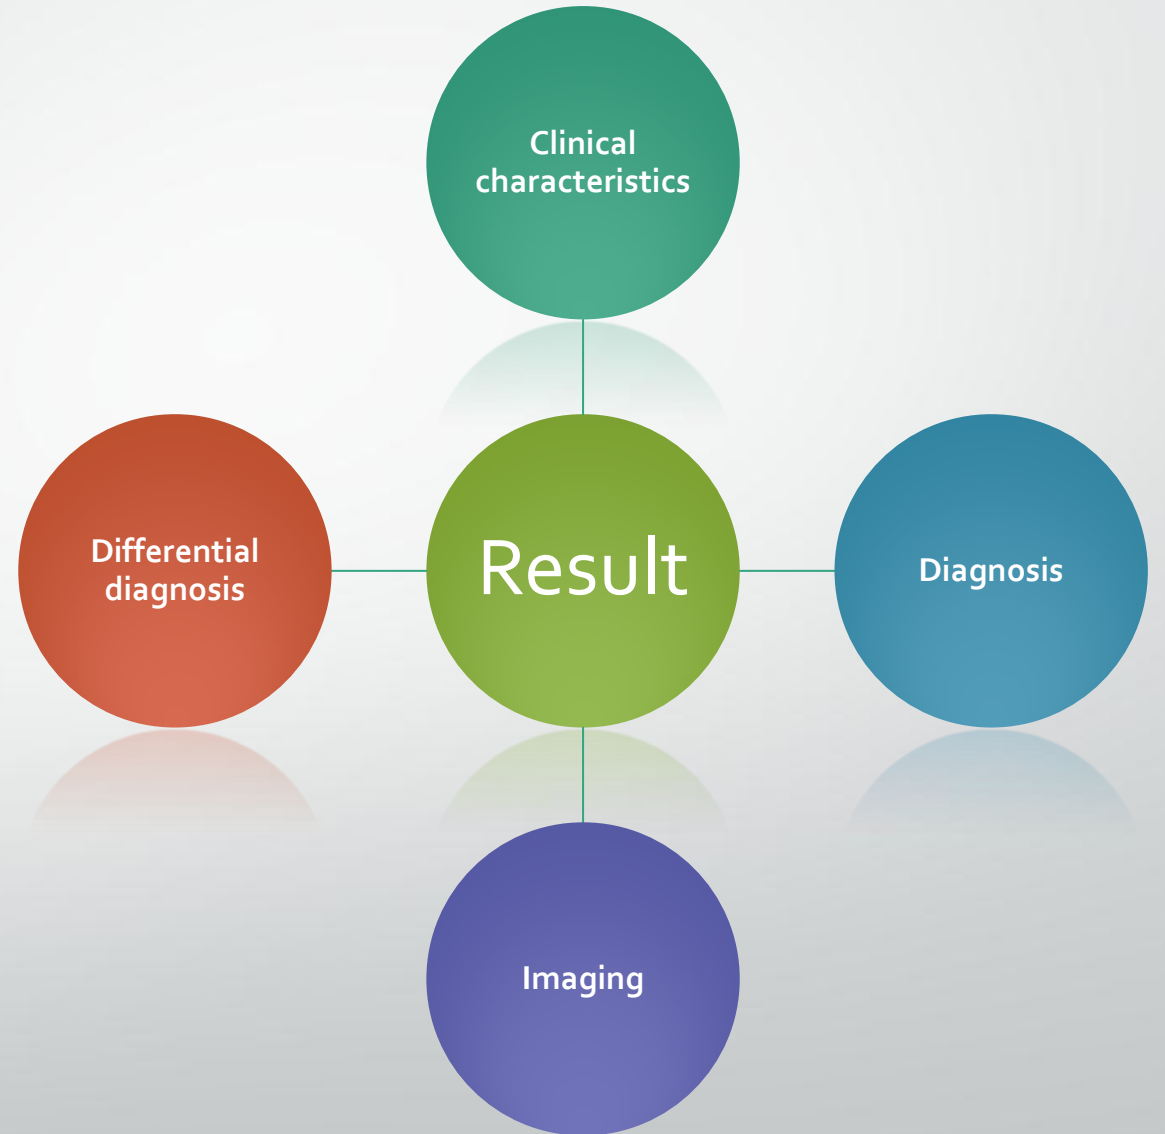 Clinical
characteristics
Differential
diagnosis
Result
Diagnosis
Imaging